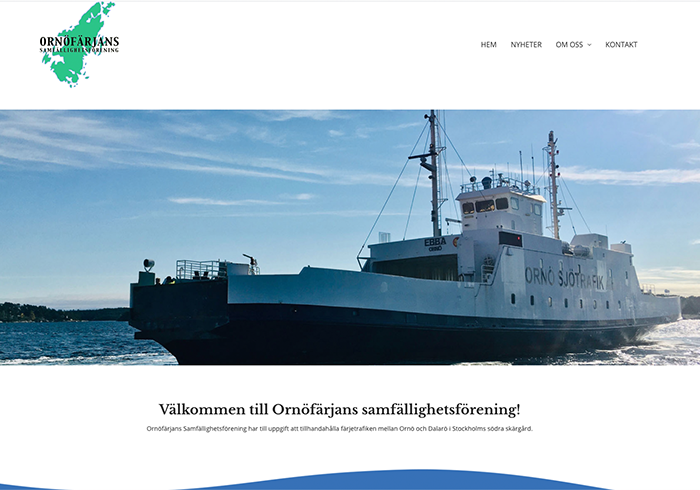 ORNÖFÄRJANS
SAMFÄLLIGHETSFÖRENING
HEM NYHETER OM OSS KONTAKT
EBBA
ORNÖ
ORNÖ SJÖTRAFIK
Välkommen till Ornöfärjans samfällighetsförening!
Ornöfärjans Samfällighetsförening har till uppgift att tillhandahålla färjetrafiken mellan Ornö och Dalarö i Stockholms södra skärgård.